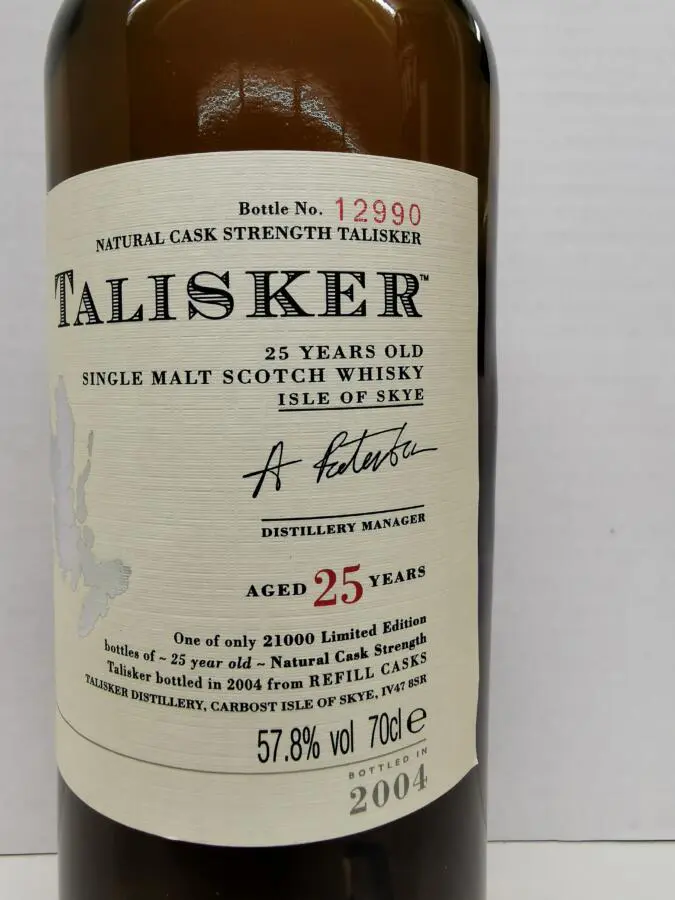 Bottle No. 12990
NATURAL CASK STRENGTH TALISKER
TALISKER™
25 YEARS OLD
SINGLE MALT SCOTCH WHISKY
ISLE OF SKYE
DISTILLERY MANAGER
AGED 25 YEARS
One of only 21000 Limited Edition
bottles of ~ 25 year old ~ Natural Cask Strength
Talisker bottled in 2004 from REFILL CASKS
TALISKER DISTILLERY, CARBOST ISLE OF SKYE, IV47 8SR
57.8% vol 70cl e
BOTTLED IN
2004